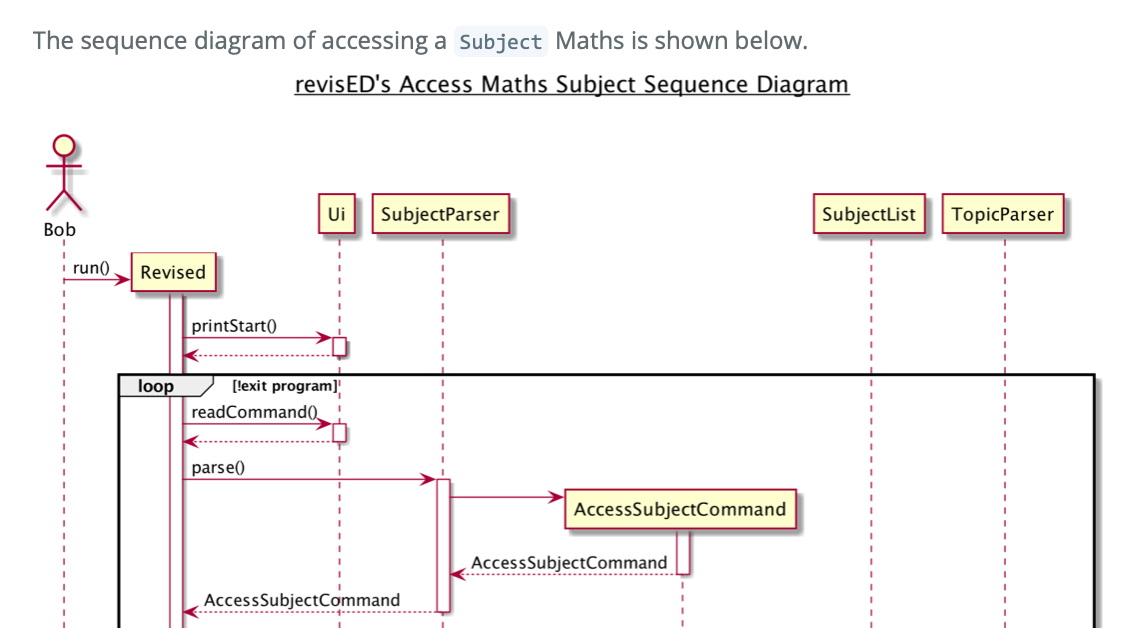 The sequence diagram of accessing a Subject Maths is shown below.
revisED's Access Maths Subject Sequence Diagram
Bob
Ui
SubjectParser
SubjectList
TopicParser
run()
Revised
printStart()
loop
[!exit program]
readCommand()
parse()
AccessSubjectCommand
AccessSubjectCommand
AccessSubjectCommand